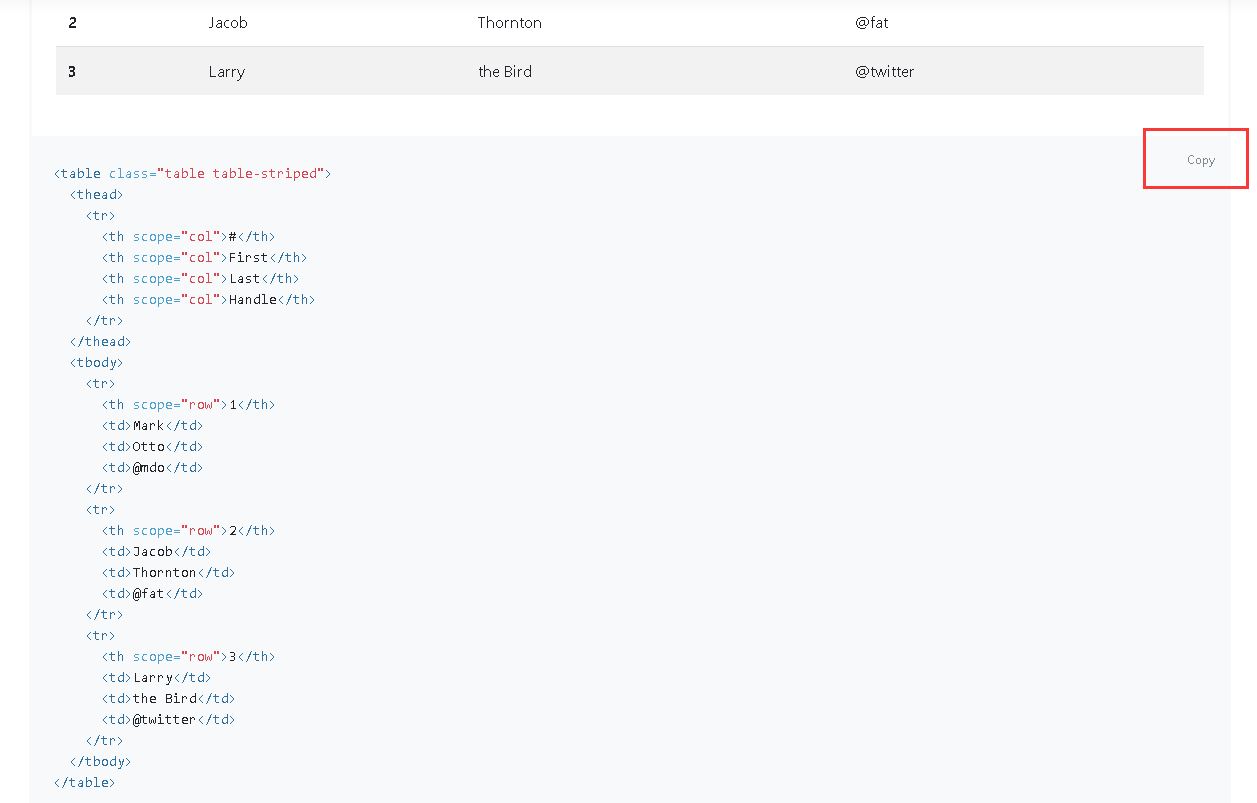 2 Jacob Thornton @fat
3 Larry the Bird @twitter
Copy
<table class="table table-striped">
  <thead>
    <tr>
      <th scope="col">#</th>
      <th scope="col">First</th>
      <th scope="col">Last</th>
      <th scope="col">Handle</th>
    </tr>
  </thead>
  <tbody>
    <tr>
      <th scope="row">1</th>
      <td>Mark</td>
      <td>Otto</td>
      <td>@mdo</td>
    </tr>
    <tr>
      <th scope="row">2</th>
      <td>Jacob</td>
      <td>Thornton</td>
      <td>@fat</td>
    </tr>
    <tr>
      <th scope="row">3</th>
      <td>Larry</td>
      <td>the Bird</td>
      <td>@twitter</td>
    </tr>
  </tbody>
</table>